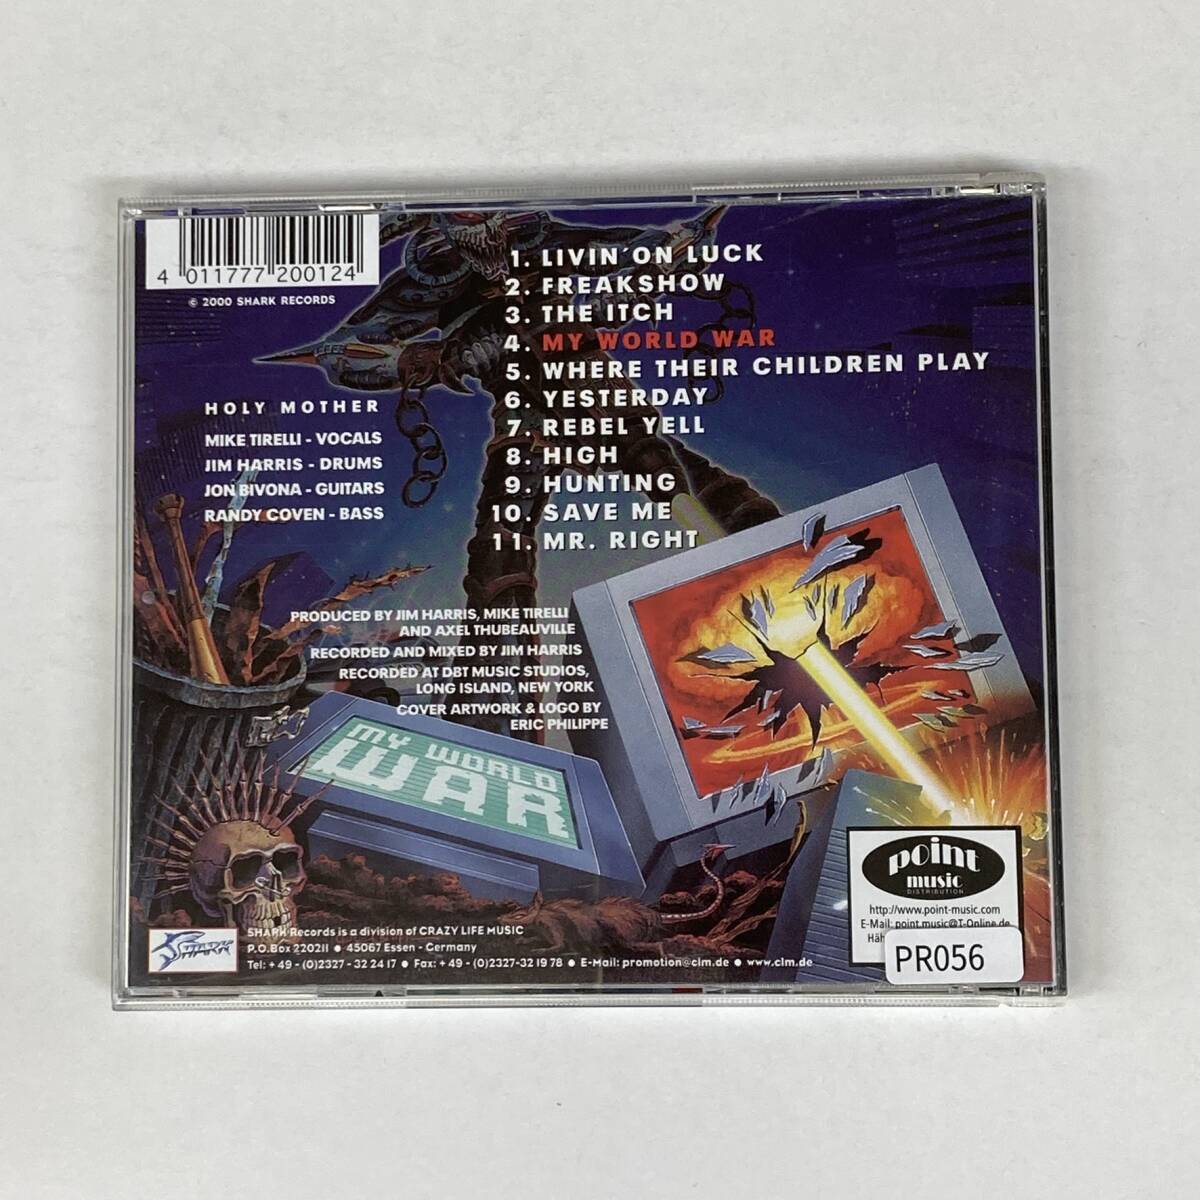 4 011777 200124
© 2000 SHARK RECORDS
HOLY MOTHER
MIKE TIRELLI - VOCALS
JIM HARRIS - DRUMS
JON BIVONA - GUITARS
RANDY COVEN - BASS
1. LIVIN´ON LUCK
2. FREAKSHOW
3. THE ITCH
4. MY WORLD WAR
5. WHERE THEIR CHILDREN PLAY
6. YESTERDAY
7. REBEL YELL
8. HIGH
9. HUNTING
10. SAVE ME
11. MR. RIGHT
PRODUCED BY JIM HARRIS, MIKE TIRELLI
AND AXEL THUBEAUVILLE
RECORDED AND MIXED BY JIM HARRIS
RECORDED AT DBT MUSIC STUDIOS,
LONG ISLAND, NEW YORK
COVER ARTWORK & LOGO BY
ERIC PHILIPPE
MY WORLD
WAR
SHARK
SHARK Records is a division of CRAZY LIFE MUSIC
P.O.Box 220211 ● 45067 Essen - Germany
Tel: + 49 - (0)2327 - 32 24 17 ● Fax: + 49 - (0)2327-32 19 78 ● E-Mail: promotion@clm.de ● www.clm.de
point
music
DISTRIBUTION
http://www.point-music.com
E-Mail: point.music@T-Online.de
PR056